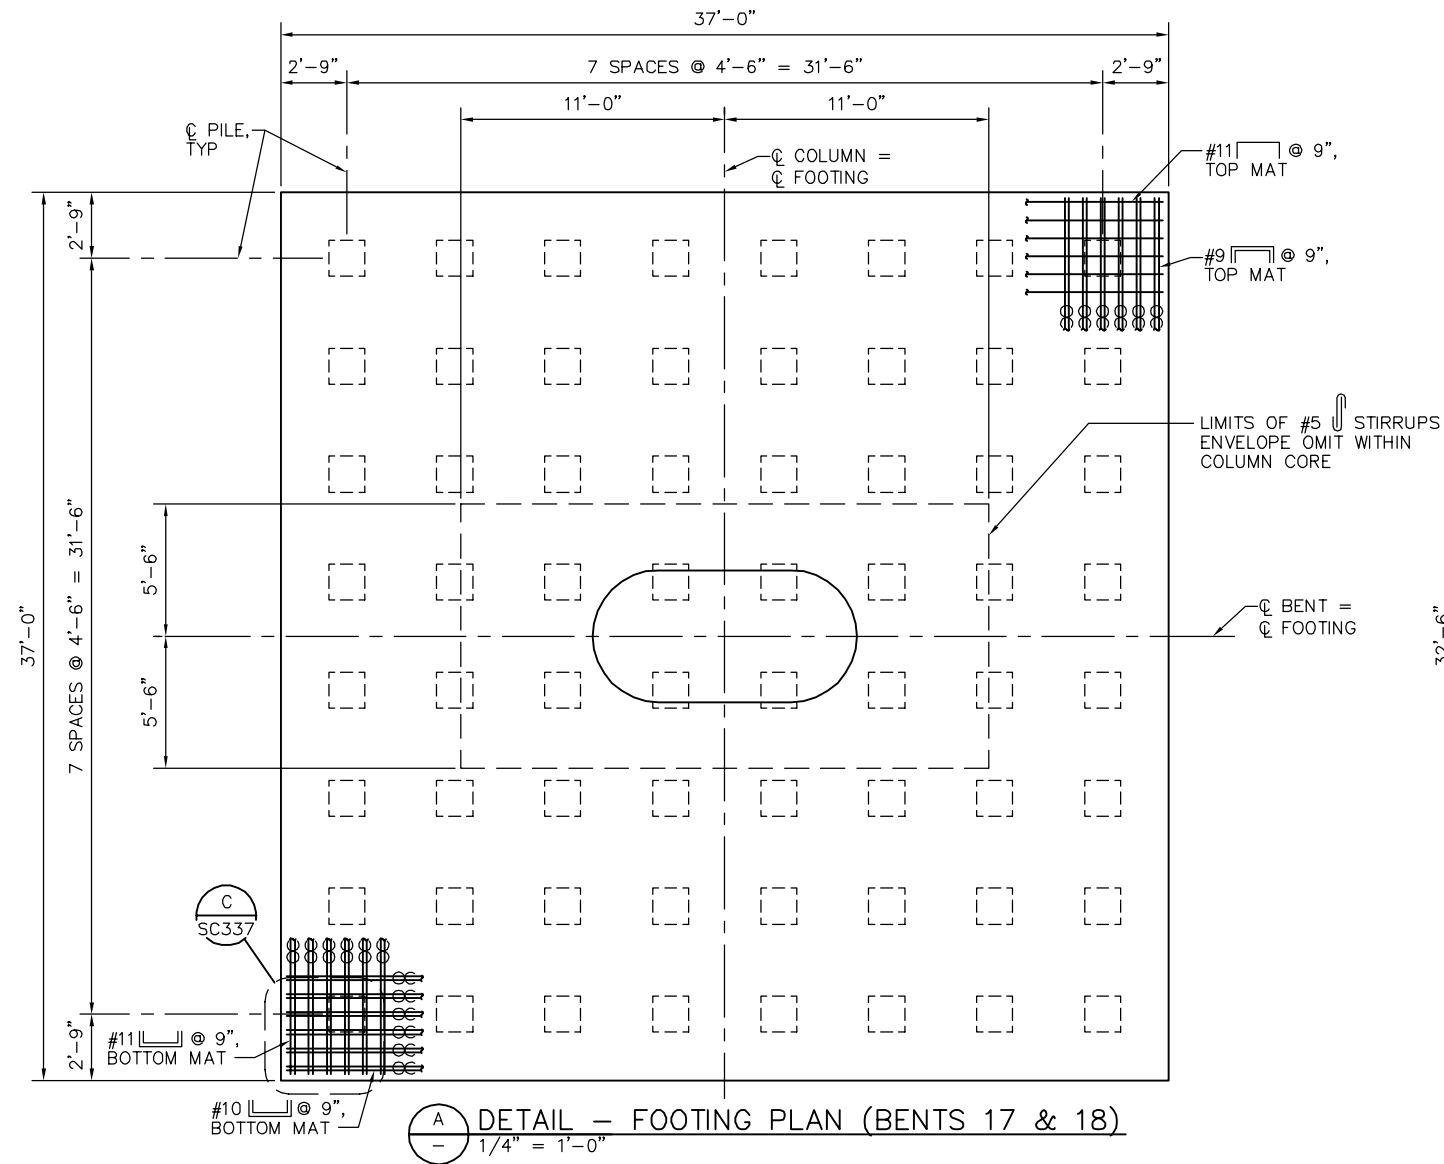 37'-0"
2'-9"
7 SPACES @ 4'-6" = 31'-6"
2'-9"
11'-0"
11'-0"
℄ PILE,
TYP
℄ COLUMN =
℄ FOOTING
#11 @ 9",
TOP MAT
#9 @ 9",
TOP MAT
2'-9"
LIMITS OF #5 STIRRUPS
ENVELOPE OMIT WITHIN
COLUMN CORE
5'-6"
7 SPACES @ 4'-6" = 31'-6"
37'-0"
℄ BENT =
℄ FOOTING
32'-6"
5'-6"
C
SC337
2'-9"
#11 @ 9",
BOTTOM MAT
#10 @ 9",
BOTTOM MAT
A
-
DETAIL - FOOTING PLAN (BENTS 17 & 18)
1/4" = 1'-0"